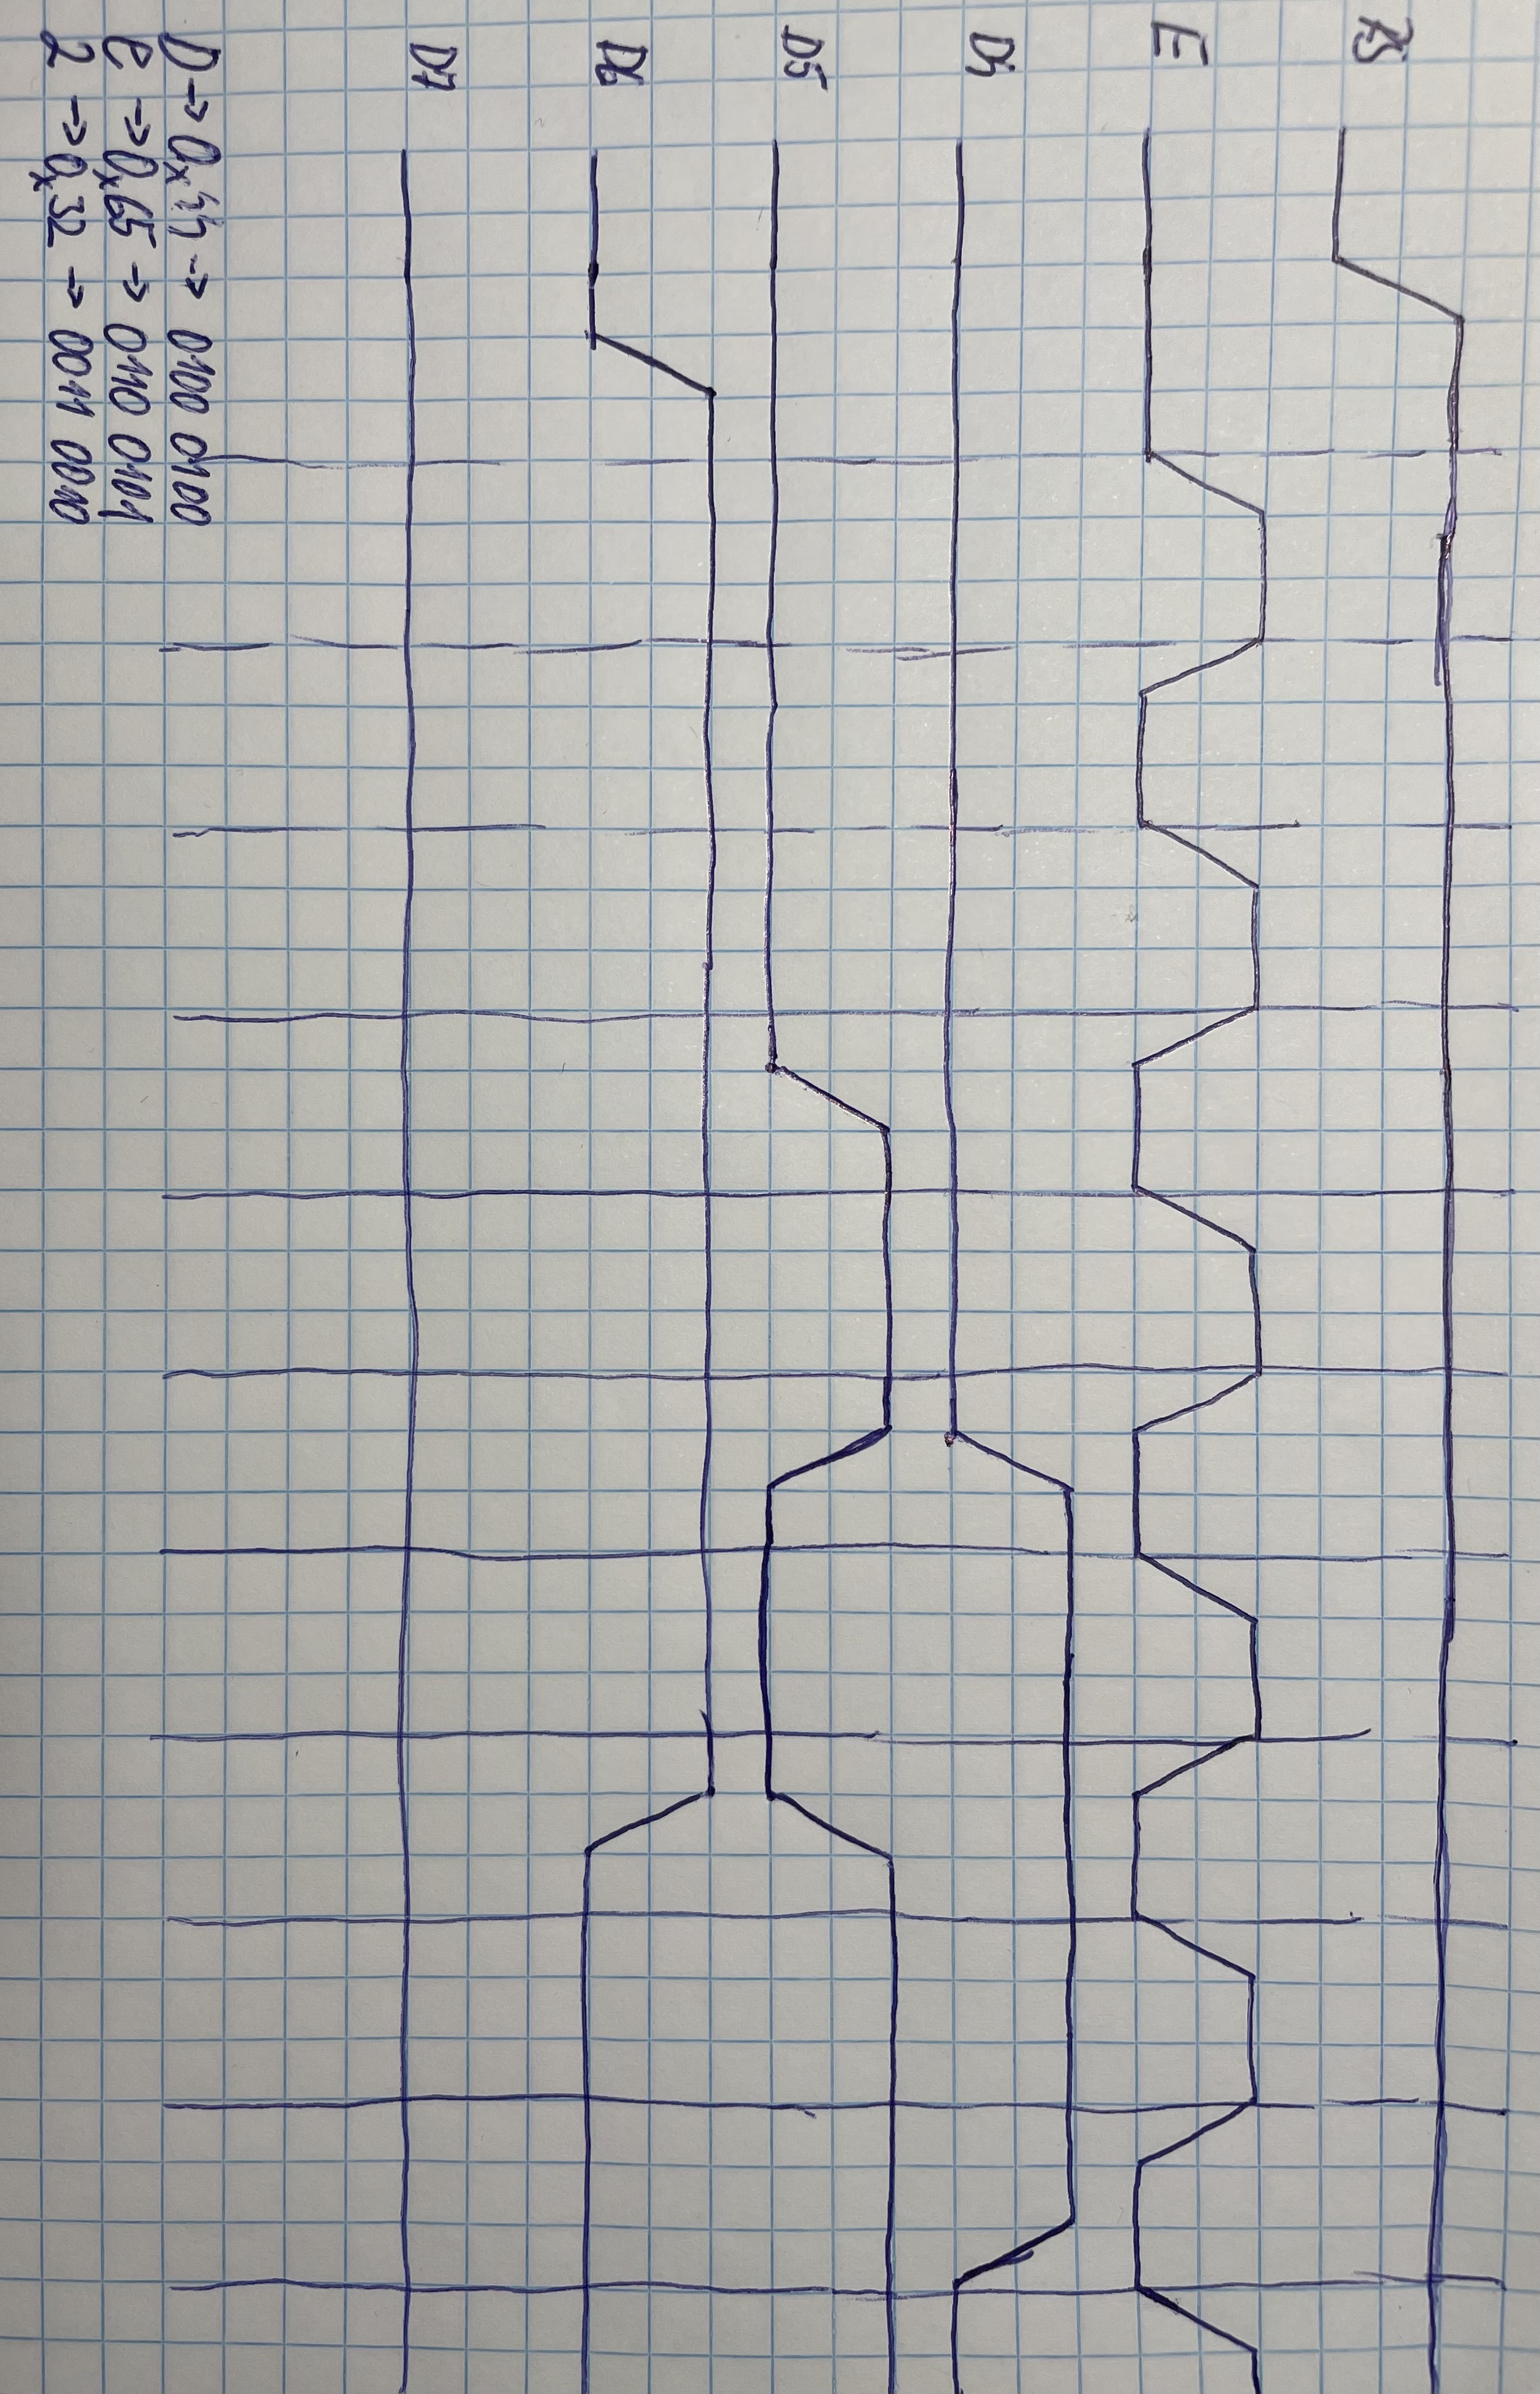 RS
E
D4
D5
D6
D7
D → 0x44 → 0100 0100
e → 0x65 → 0110 0101
2 → 0x32 → 0011 0010